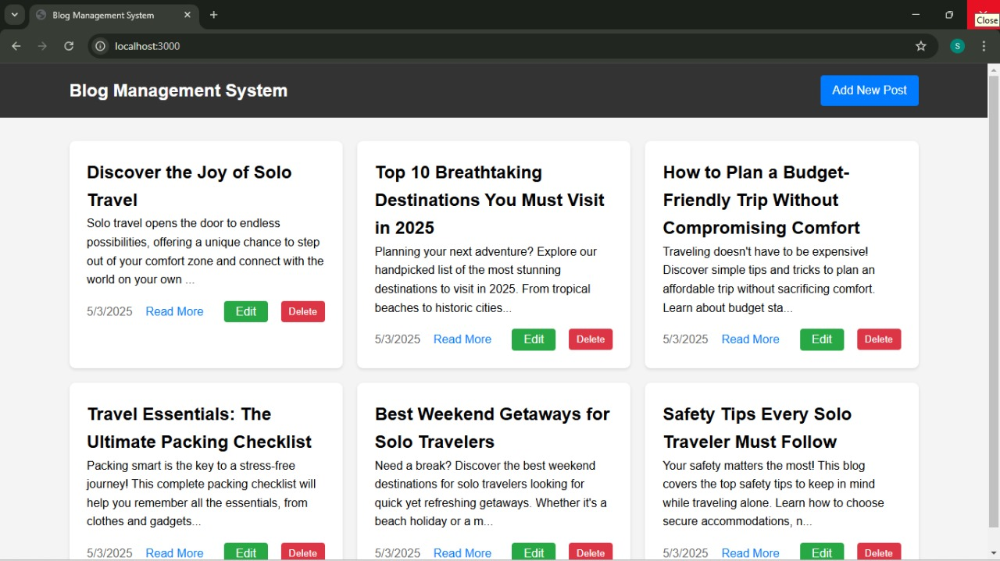 Blog Management System
Close
localhost:3000
S
Blog Management System
Add New Post
Discover the Joy of Solo
Travel
Solo travel opens the door to endless
possibilities, offering a unique chance to step
out of your comfort zone and connect with the
world on your own ...
5/3/2025 Read More Edit Delete
Top 10 Breathtaking
Destinations You Must Visit
in 2025
Planning your next adventure? Explore our
handpicked list of the most stunning
destinations to visit in 2025. From tropical
beaches to historic cities...
5/3/2025 Read More Edit Delete
How to Plan a Budget-
Friendly Trip Without
Compromising Comfort
Traveling doesn't have to be expensive!
Discover simple tips and tricks to plan an
affordable trip without sacrificing comfort.
Learn about budget sta...
5/3/2025 Read More Edit Delete
Travel Essentials: The
Ultimate Packing Checklist
Packing smart is the key to a stress-free
journey! This complete packing checklist will
help you remember all the essentials, from
clothes and gadgets...
5/3/2025 Read More Edit Delete
Best Weekend Getaways for
Solo Travelers
Need a break? Discover the best weekend
destinations for solo travelers looking for
quick yet refreshing getaways. Whether it's a
beach holiday or a m...
5/3/2025 Read More Edit Delete
Safety Tips Every Solo
Traveler Must Follow
Your safety matters the most! This blog
covers the top safety tips to keep in mind
while traveling alone. Learn how to choose
secure accommodations, n...
5/3/2025 Read More Edit Delete